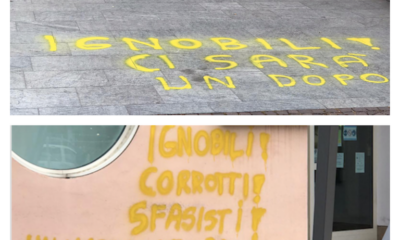 IGNOBILI!
CI SARA
UN DOPO
IGNOBILI!
CORROTTI!
SFASISTI!